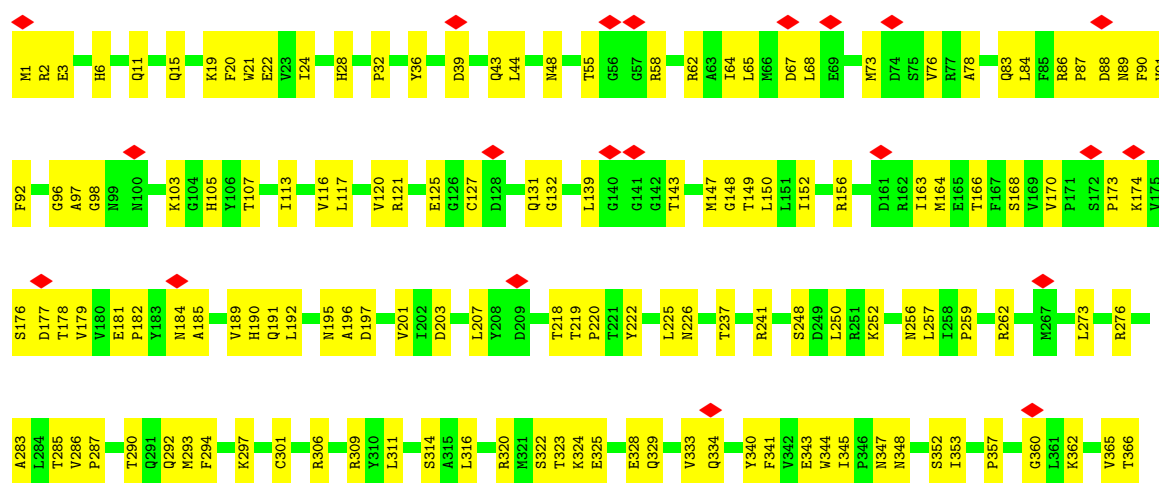 M1 R2 E3 H6 Q11 Q15 K19 F20 W21 E22 V23 I24 H28 P32 Y36 D39 Q43 L44 N48 T55 G56 G57 R58 R62 A63 I64 L65 M66 D67 L68 E69 M73 D74 S75 V76 R77 A78 Q83 L84 F85 R86 P87 D88 N89 F90
F92 G96 A97 G98 N99 N100 K103 G104 H105 Y106 T107 I113 V116 L117 V120 R121 E125 G126 C127 D128 Q131 G132 L139 G140 G141 G142 T143 M147 G148 T149 L150 L151 I152 R156 D161 R162 I163 M164 E165 T166 F167 S168 V169 V170 P171 S172 P173 K174 V175
S176 D177 T178 V179 V180 E181 P182 Y183 N184 A185 V189 H190 Q191 L192 N195 A196 D197 V201 I202 D203 L207 Y208 D209 T218 T219 P220 T221 Y222 L225 N226 T237 R241 S248 D249 L250 R251 K252 N256 L257 I258 P259 R262 M267 L273 R276
A283 L284 T285 V286 P287 T290 Q291 Q292 M293 F294 K297 C301 R306 R309 Y310 L311 S314 A315 L316 R320 M321 S322 T323 K324 E325 E328 Q329 V333 Q334 Y340 F341 V342 E343 W344 I345 P346 N347 N348 S352 I353 P357 G360 L361 K362 V365 T366